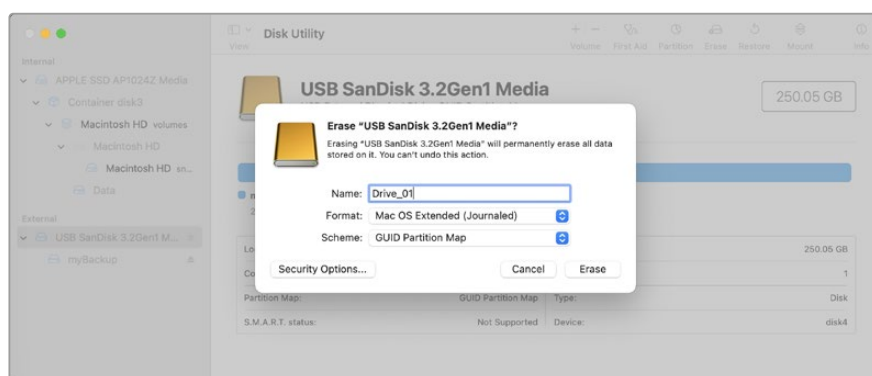 Disk Utility
View
Volume First Aid Partition Erase Restore Mount Info
Internal
APPLE SSD AP1024Z Media
Container disk3
Macintosh HD volumes
Macintosh HD
Macintosh HD sn...
Data
External
USB SanDisk 3.2Gen1 M...
myBackup
USB SanDisk 3.2Gen1 Media
250.05 GB
Erase “USB SanDisk 3.2Gen1 Media”?
Erasing “USB SanDisk 3.2Gen1 Media” will permanently erase all data
stored on it. You can't undo this action.
Name: Drive_01
Format: Mac OS Extended (Journaled)
Scheme: GUID Partition Map
Security Options... Cancel Erase
250.05 GB
1
Partition Map: GUID Partition Map Type: Disk
S.M.A.R.T. status: Not Supported Device: disk4